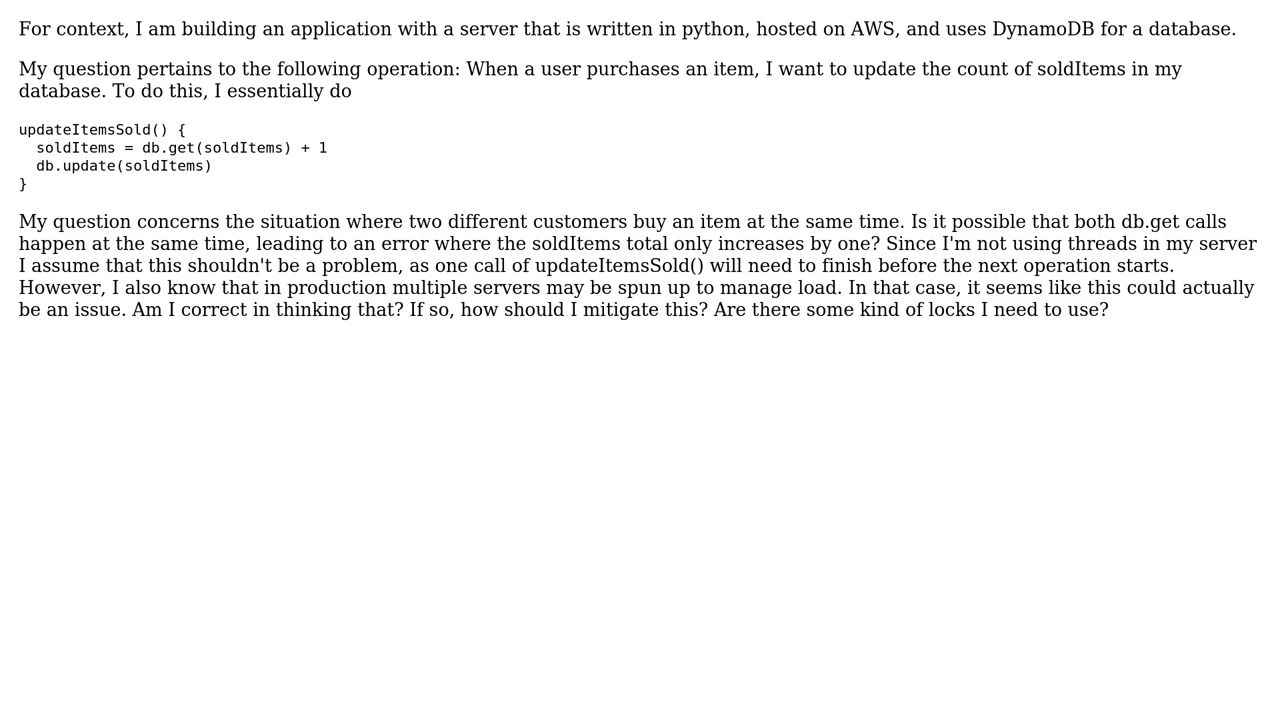 For context, I am building an application with a server that is written in python, hosted on AWS, and uses DynamoDB for a database.
My question pertains to the following operation: When a user purchases an item, I want to update the count of soldItems in my
database. To do this, I essentially do
updateItemsSold() {
  soldItems = db.get(soldItems) + 1
  db.update(soldItems)
}
My question concerns the situation where two different customers buy an item at the same time. Is it possible that both db.get calls
happen at the same time, leading to an error where the soldItems total only increases by one? Since I'm not using threads in my server
I assume that this shouldn't be a problem, as one call of updateItemsSold() will need to finish before the next operation starts.
However, I also know that in production multiple servers may be spun up to manage load. In that case, it seems like this could actually
be an issue. Am I correct in thinking that? If so, how should I mitigate this? Are there some kind of locks I need to use?